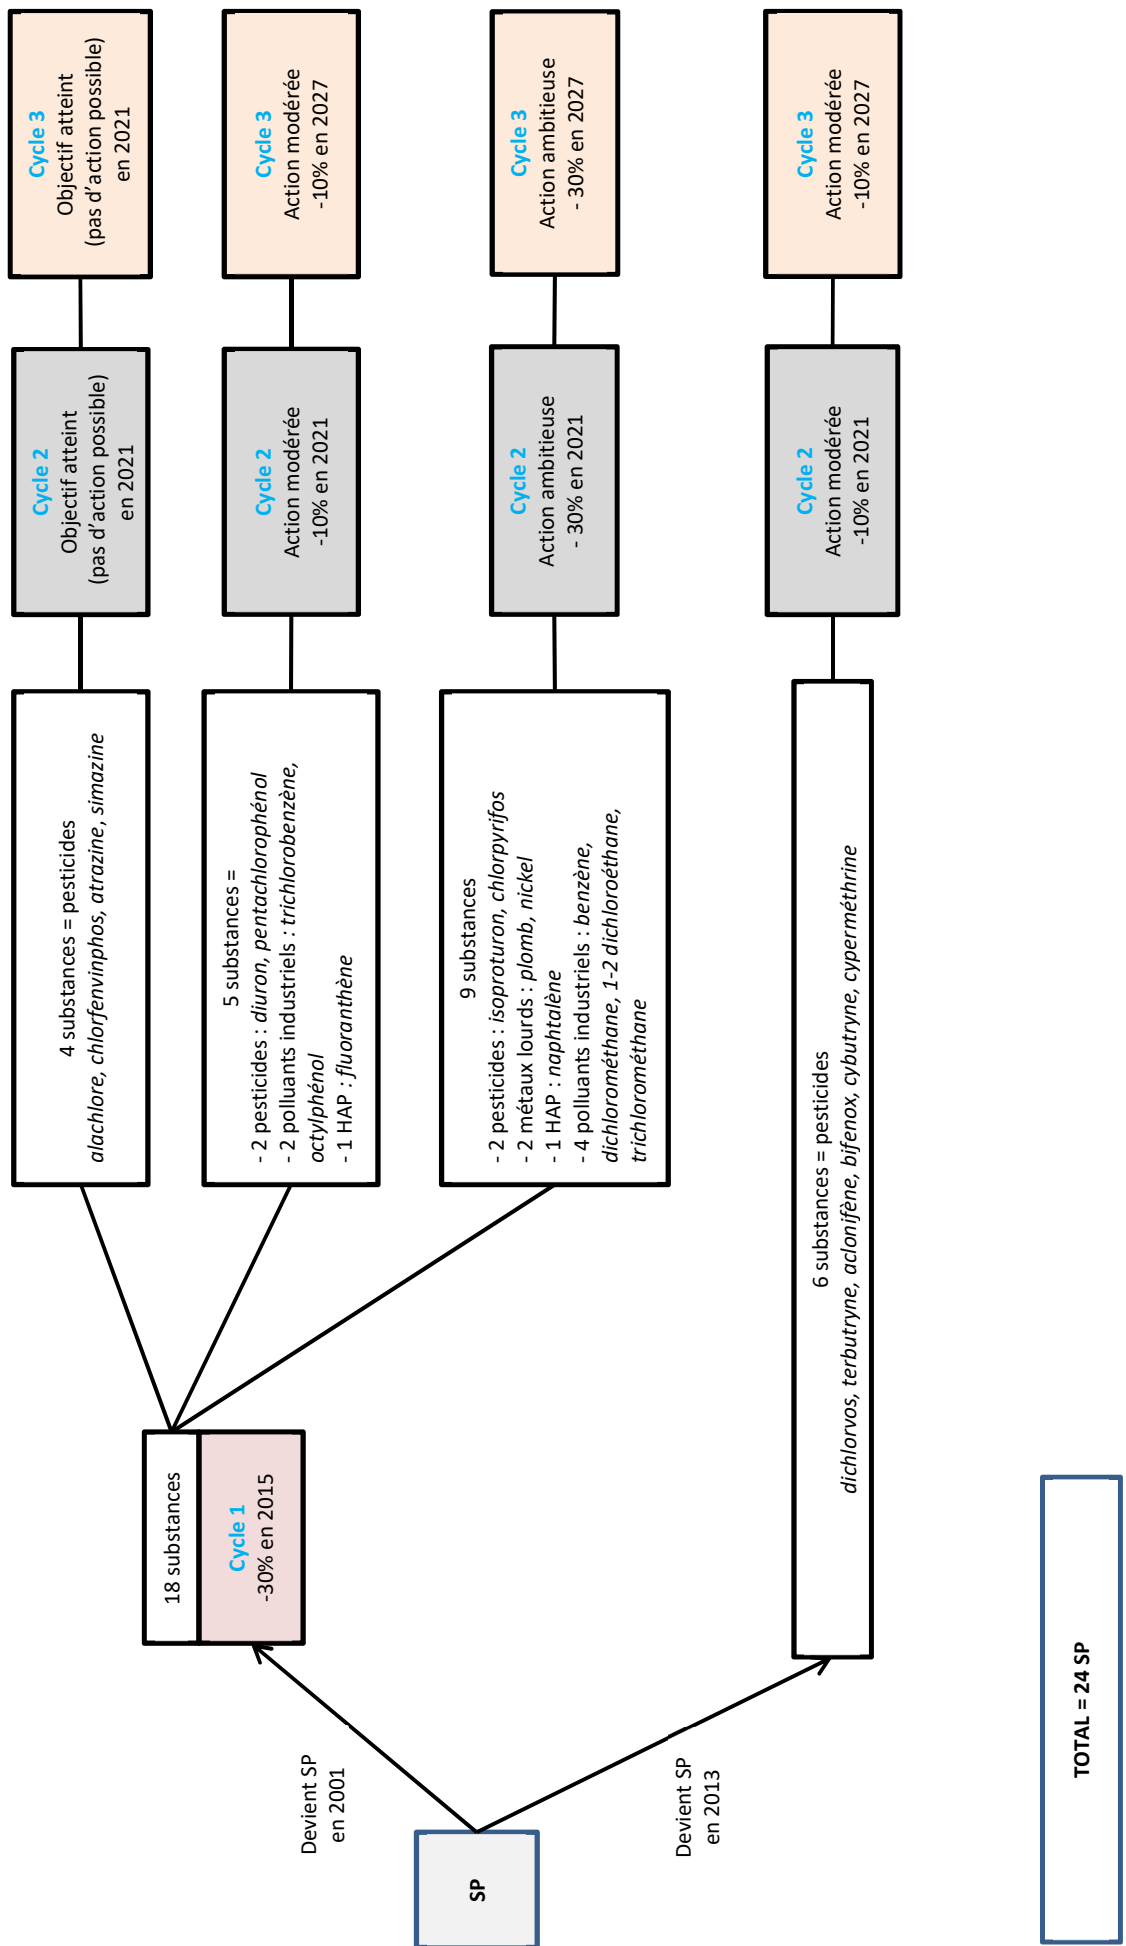 SP
Devient SP
en 2001
Devient SP
en 2013
18 substances
Cycle 1
-30% en 2015
4 substances = pesticides
alachlore, chlorfenvinphos, atrazine, simazine
5 substances =
- 2 pesticides : diuron, pentachlorophénol
- 2 polluants industriels : trichlorobenzène,
octylphénol
- 1 HAP : fluoranthène
9 substances
- 2 pesticides : isoproturon, chlorpyrifos
- 2 métaux lourds : plomb, nickel
- 1 HAP : naphtalène
- 4 polluants industriels : benzène,
dichlorométhane, 1-2 dichloroéthane,
trichlorométhane
6 substances = pesticides
dichlorvos, terbutryne, aclonifène, bifenox, cybutryne, cyperméthrine
Cycle 2
Objectif atteint
(pas d'action possible)
en 2021
Cycle 2
Action modérée
-10% en 2021
Cycle 2
Action ambitieuse
- 30% en 2021
Cycle 2
Action modérée
-10% en 2021
Cycle 3
Objectif atteint
(pas d'action possible)
en 2021
Cycle 3
Action modérée
-10% en 2027
Cycle 3
Action ambitieuse
- 30% en 2027
Cycle 3
Action modérée
-10% en 2027
TOTAL = 24 SP